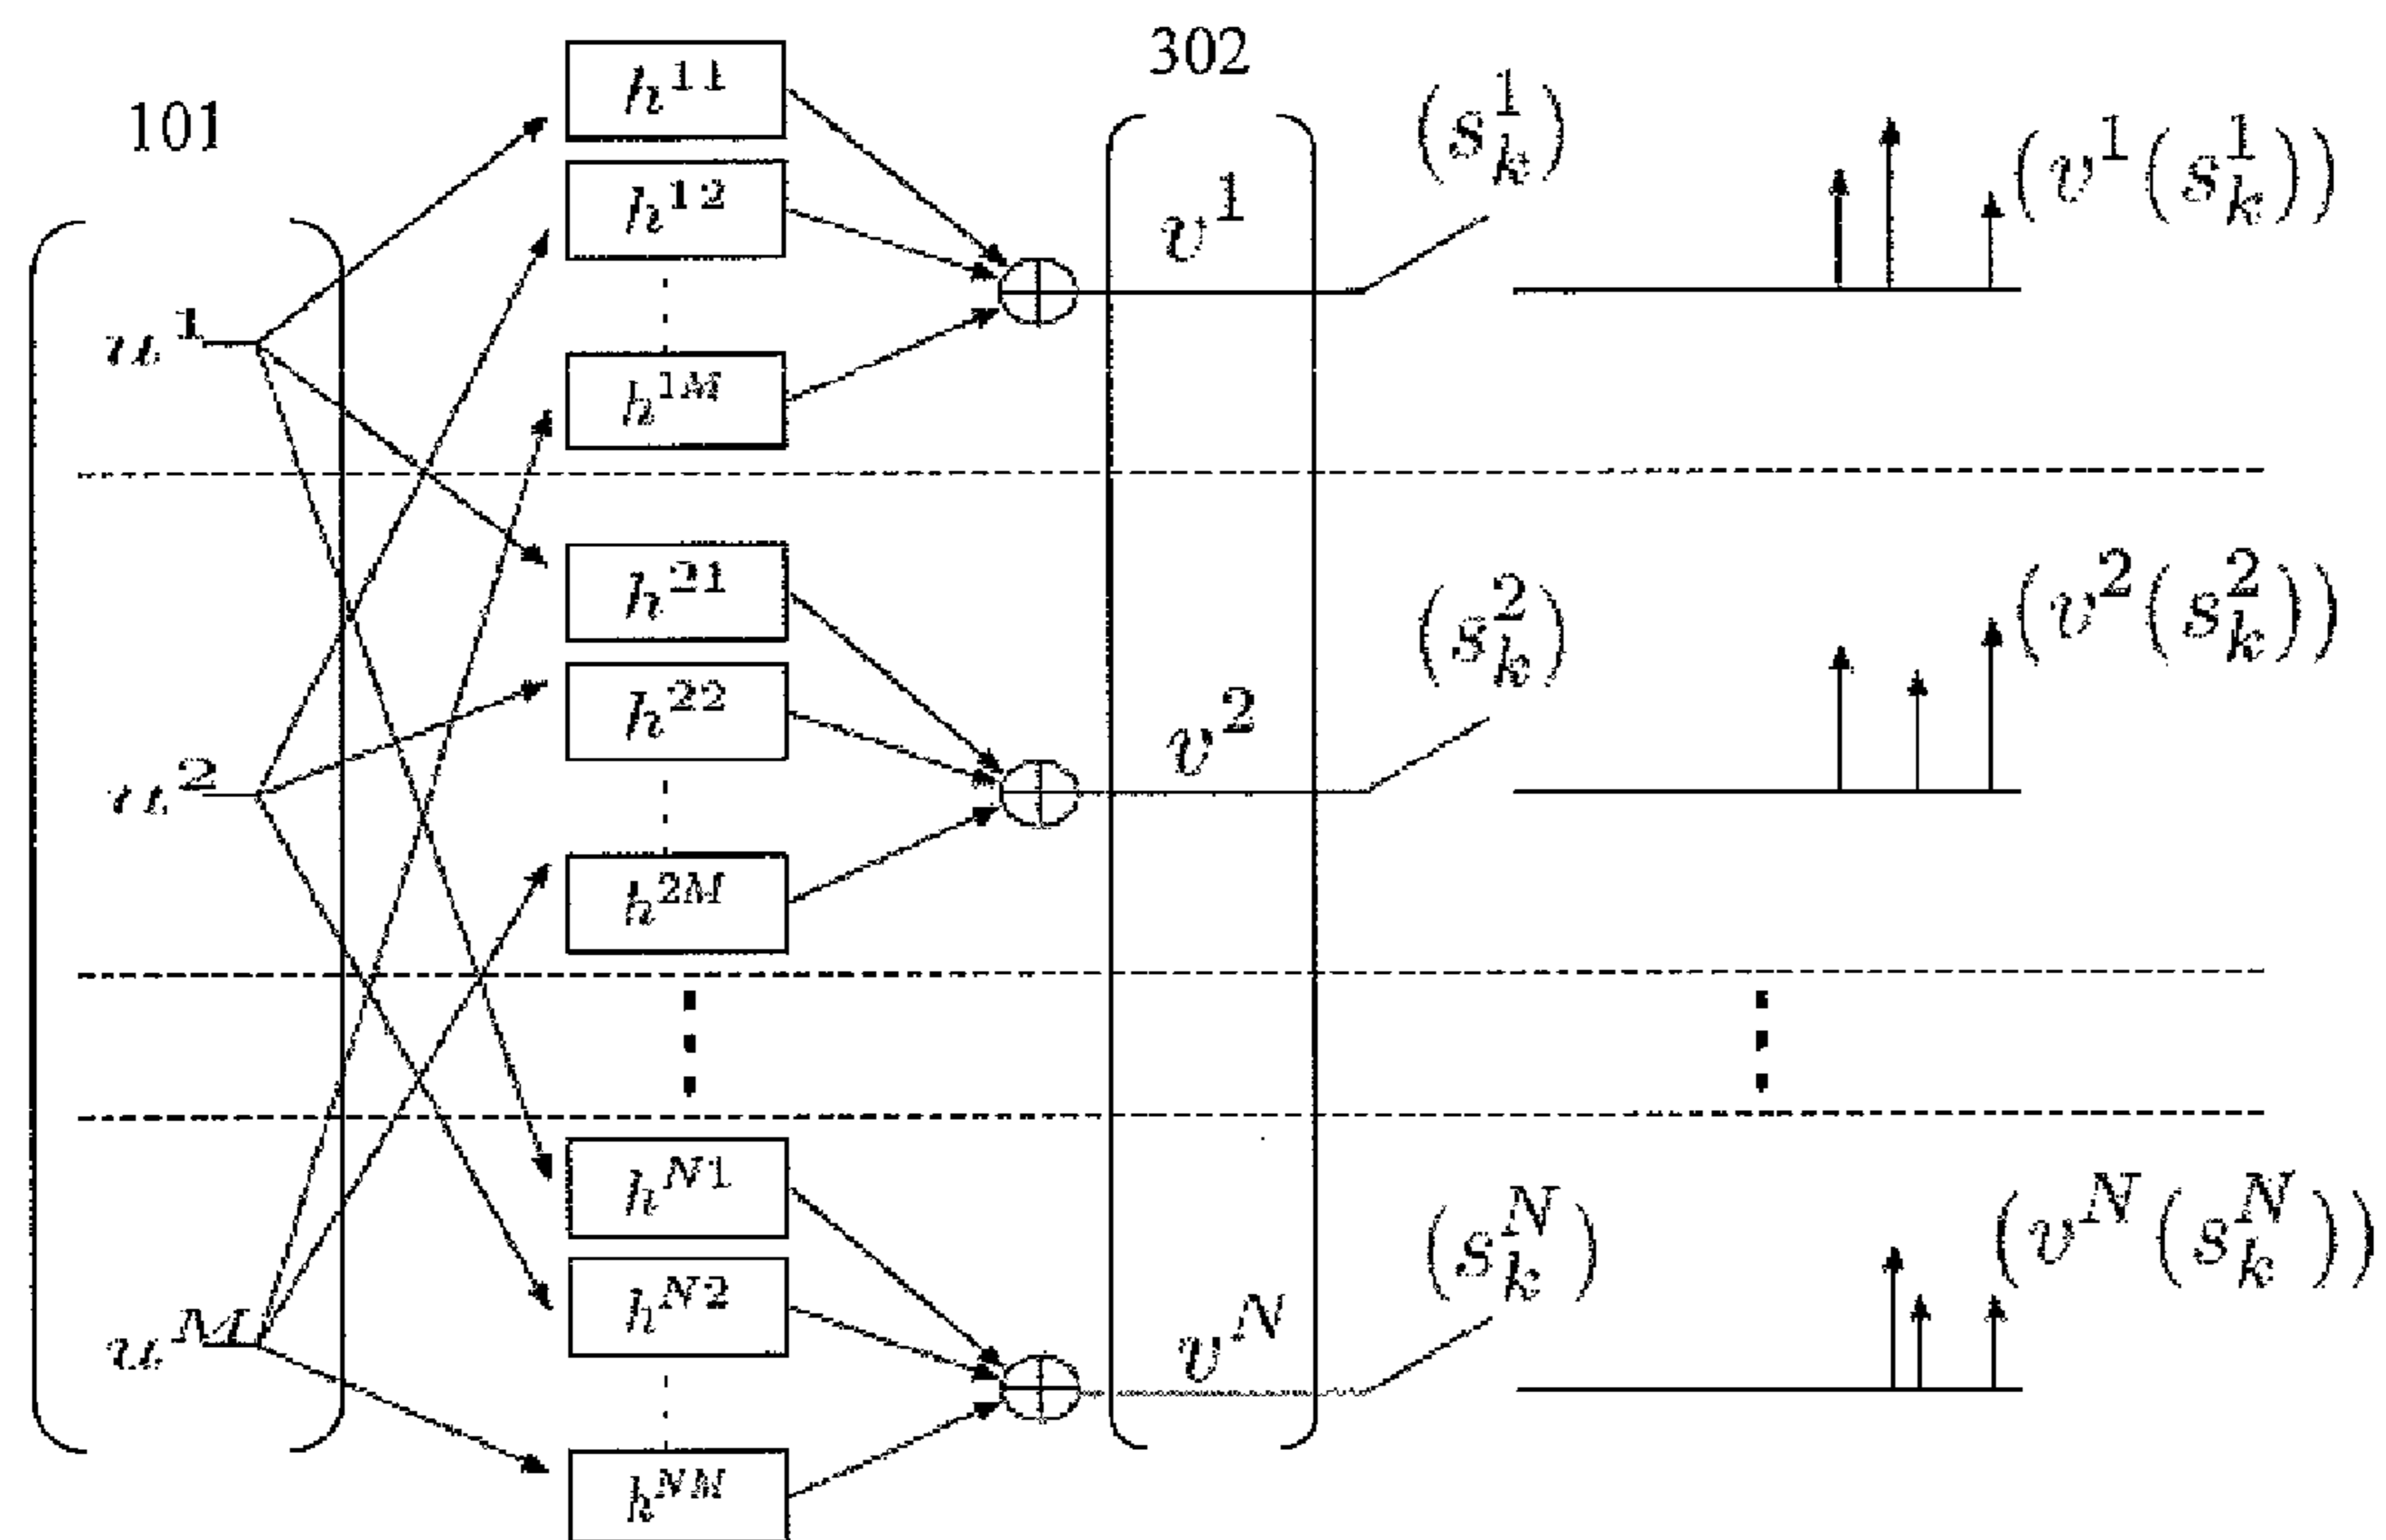 101
302
u^1
u^2
u^M
h^{11}
h^{12}
h^{1M}
h^{21}
h^{22}
h^{2M}
h^{N1}
h^{N2}
h^{NM}
v^1
v^2
v^N
(s_k^1)
(s_k^2)
(s_k^N)
(v^1(s_k^1))
(v^2(s_k^2))
(v^N(s_k^N))